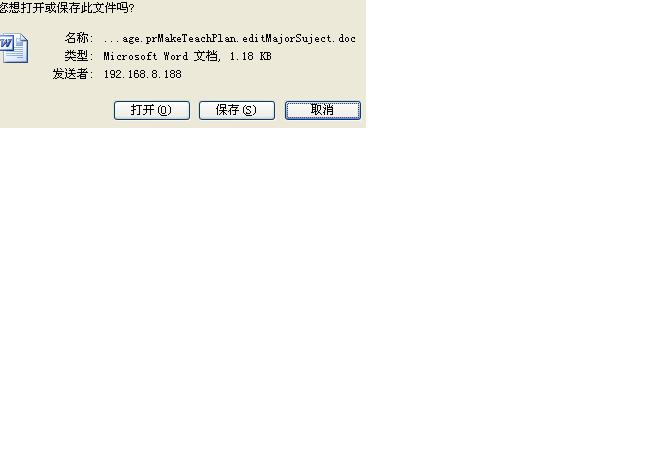 您想打开或保存此文件吗?
名称: ...age.prMakeTeachPlan.editMajorSuject.doc
类型: Microsoft Word 文档, 1.18 KB
发送者: 192.168.8.188
打开(O) 保存(S) 取消